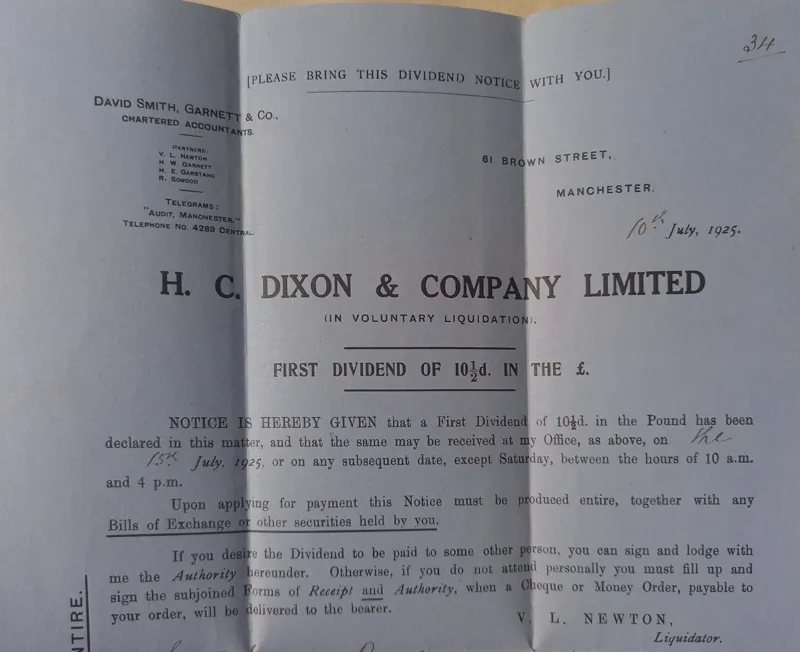 34
[PLEASE BRING THIS DIVIDEND NOTICE WITH YOU.]
DAVID SMITH, GARNETT & CO.,
CHARTERED ACCOUNTANTS.
PARTNERS:
V. L. NEWTON
H. W. GARNETT
H. E. GARSTANG
R. SOWOOD
TELEGRAMS:
"AUDIT, MANCHESTER."
TELEPHONE NO. 4289 CENTRAL.
61 BROWN STREET,
MANCHESTER.
10th July, 1925.
H. C. DIXON & COMPANY LIMITED
(IN VOLUNTARY LIQUIDATION).
FIRST DIVIDEND OF 10½d. IN THE £.
NOTICE IS HEREBY GIVEN that a First Dividend of 10½d. in the Pound has been
declared in this matter, and that the same may be received at my Office, as above, on the
15th July, 1925, or on any subsequent date, except Saturday, between the hours of 10 a.m.
and 4 p.m.
Upon applying for payment this Notice must be produced entire, together with any
Bills of Exchange or other securities held by you.
If you desire the Dividend to be paid to some other person, you can sign and lodge with
me the Authority hereunder. Otherwise, if you do not attend personally you must fill up and
sign the subjoined Forms of Receipt and Authority, when a Cheque or Money Order, payable to
your order, will be delivered to the bearer.
V. L. NEWTON,
Liquidator.